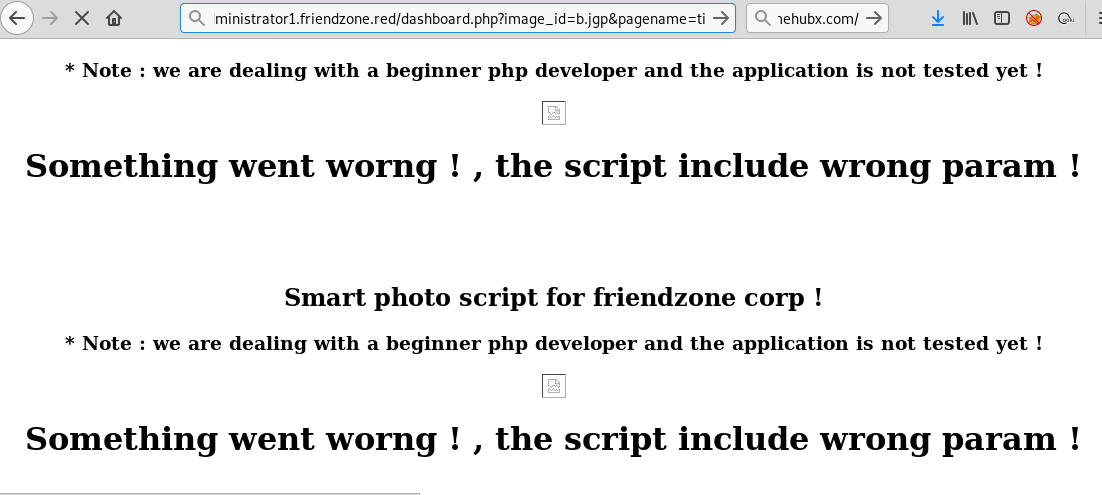 ministrator1.friendzone.red/dashboard.php?image_id=b.jgp&pagename=ti
nehubx.com/
* Note : we are dealing with a beginner php developer and the application is not tested yet !
Something went worng ! , the script include wrong param !
Smart photo script for friendzone corp !
* Note : we are dealing with a beginner php developer and the application is not tested yet !
Something went worng ! , the script include wrong param !